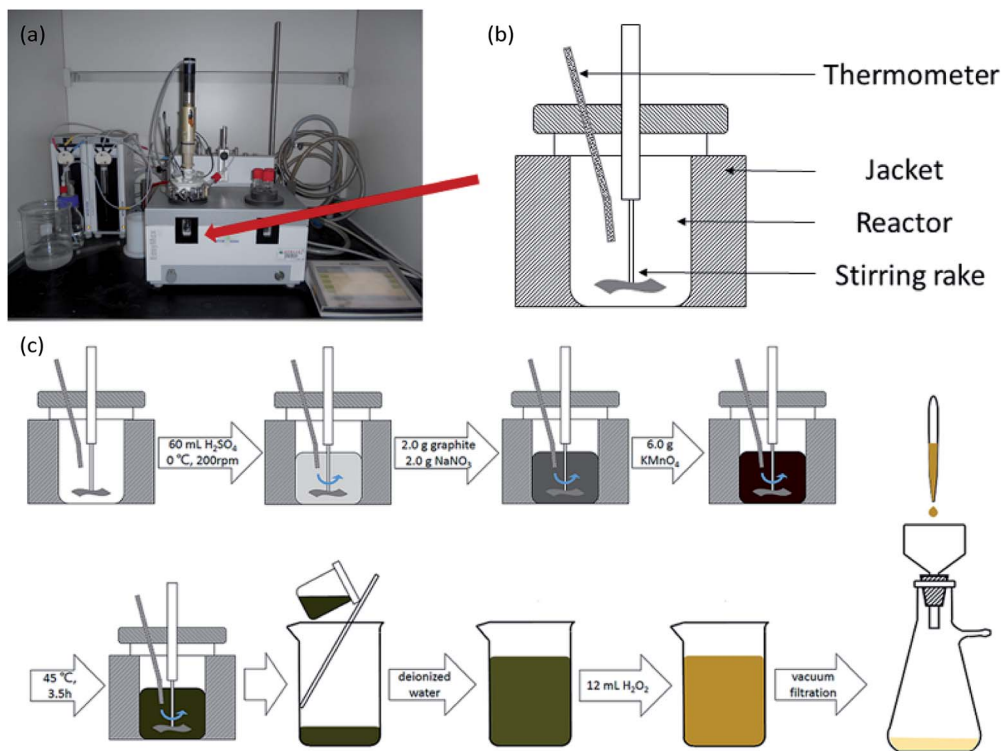 (a)
(b)
Thermometer
Jacket
Reactor
Stirring rake
(c)
60 mL H₂SO₄
0 ℃, 200rpm
2.0 g graphite
2.0 g NaNO₃
6.0 g
KMnO₄
45 ℃,
3.5h
deionized
water
12 mL H₂O₂
vacuum
filtration